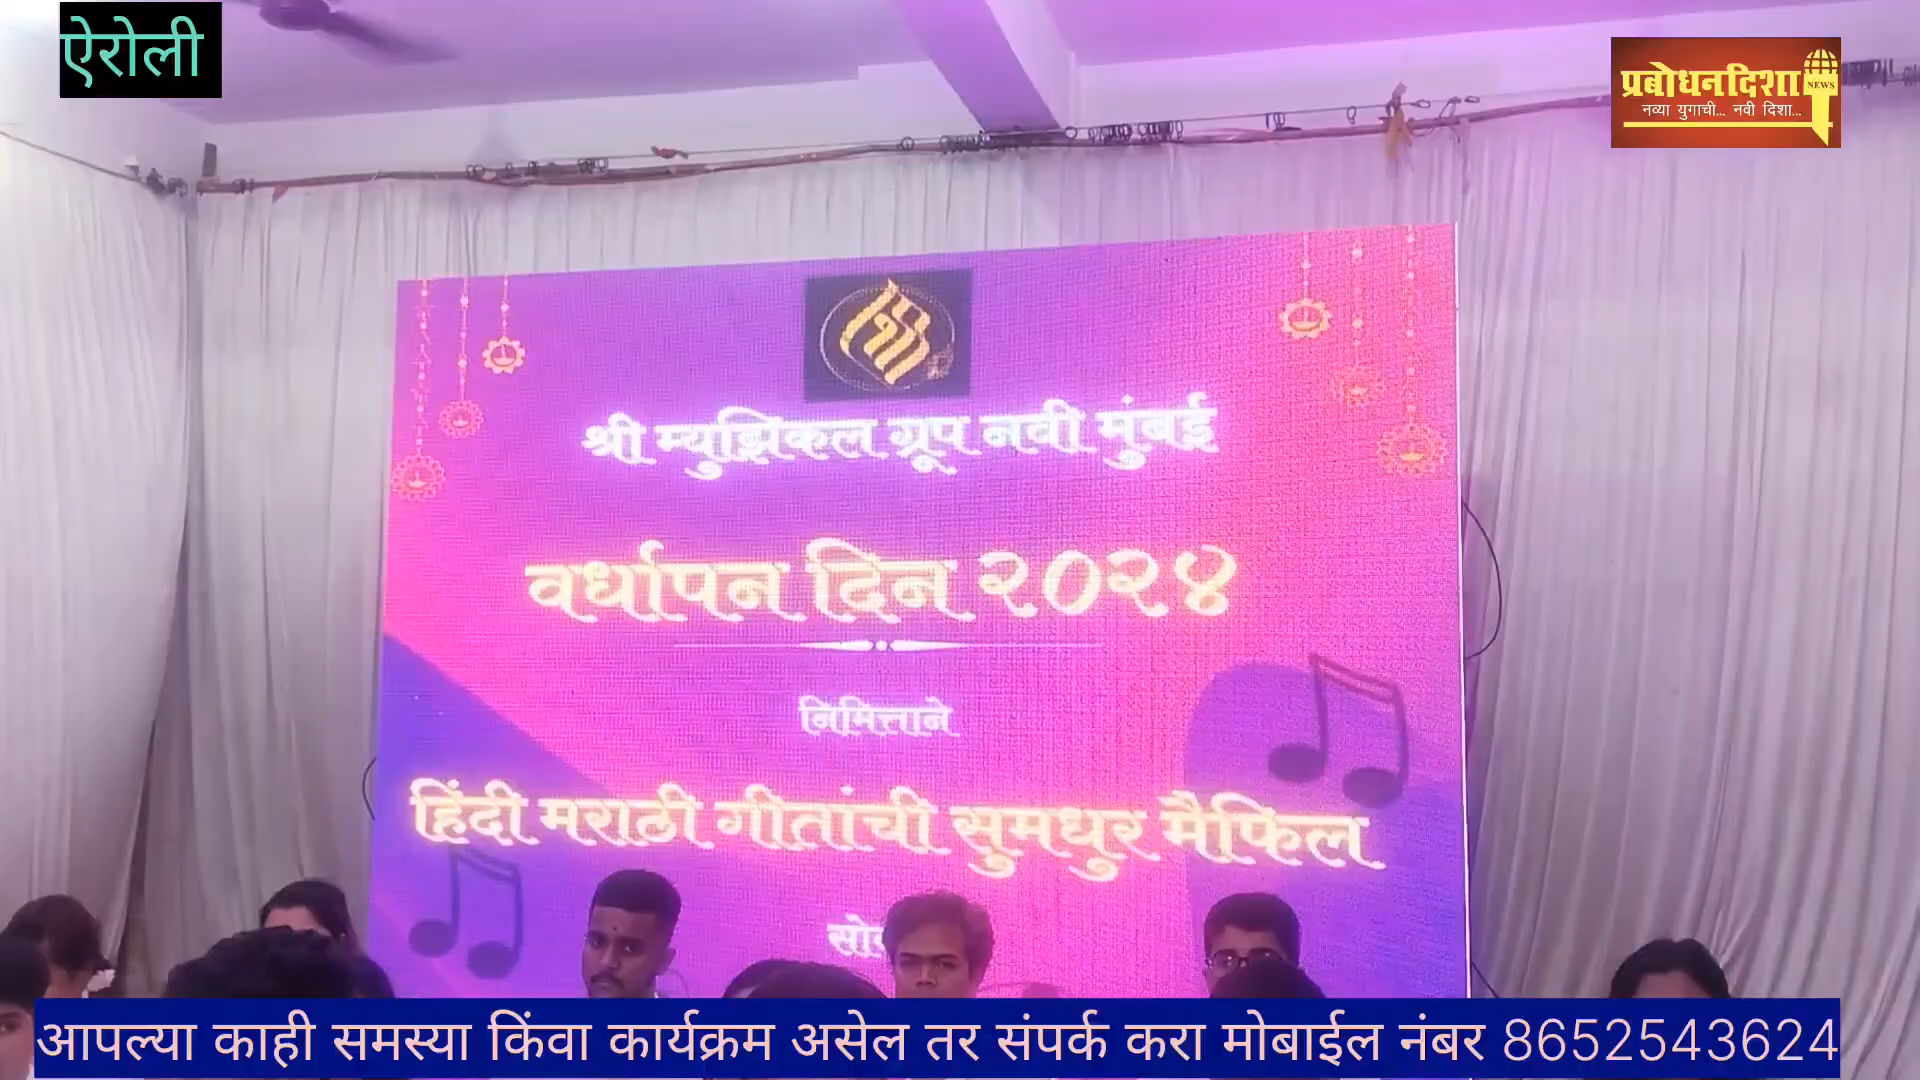 ऐरोली
प्रबोधनदिशा
NEWS
नव्या युगाची... नवी दिशा...
श्री
श्री म्युझिकल ग्रूप नवी मुंबई
वर्धापन दिन २०२४
निमित्ताने
हिंदी मराठी गीतांची सुमधुर मैफिल
आपल्या काही समस्या किंवा कार्यक्रम असेल तर संपर्क करा मोबाईल नंबर 8652543624